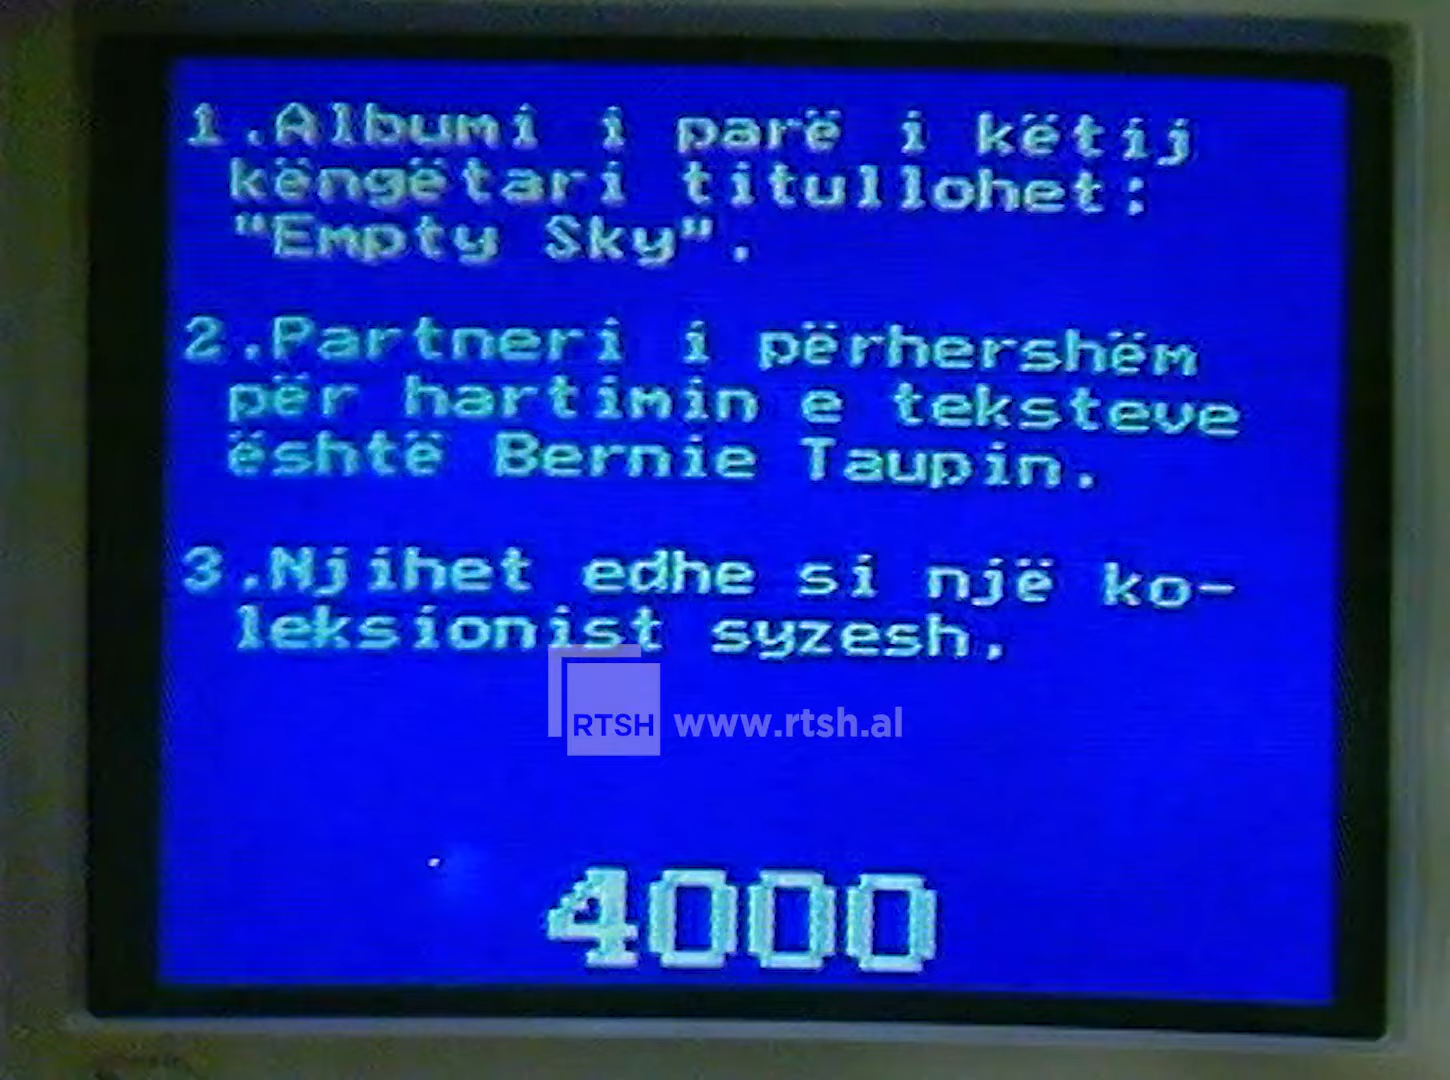 1.Albumi i parë i këtij
këngëtari titullohet:
"Empty Sky".
2.Partneri i përhershëm
për hartimin e teksteve
është Bernie Taupin.
3.Njihet edhe si një ko-
leksionist syzesh.
RTSH www.rtsh.al
4000